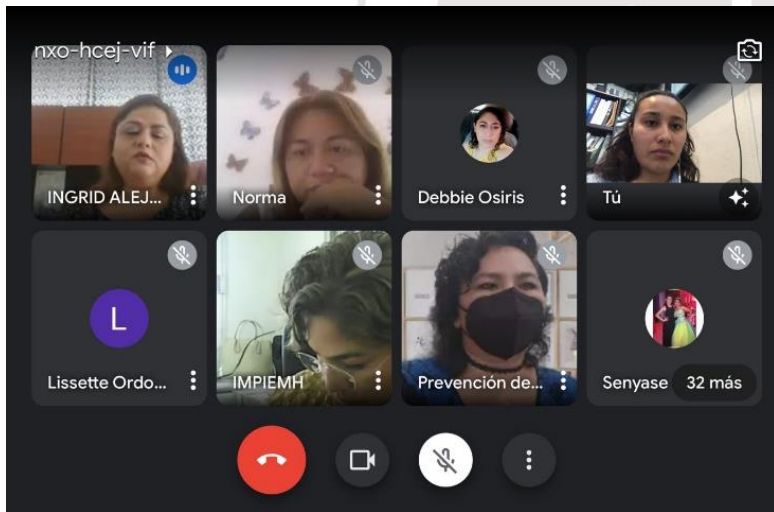 nxo-hcej-vif
INGRID ALEJ...
Norma
Debbie Osiris
Tú
L
Lissette Ordo...
IMPIEMH
Prevención de...
Senyase
32 más